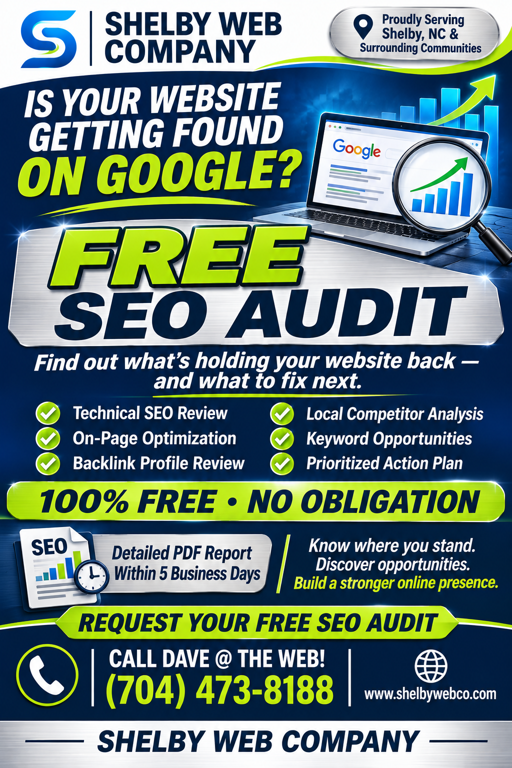 SHELBY WEB
COMPANY
Proudly Serving
Shelby, NC &
Surrounding Communities
IS YOUR WEBSITE
GETTING FOUND
ON GOOGLE?
Google
FREE
SEO AUDIT
Find out what's holding your website back —
and what to fix next.
Technical SEO Review
On-Page Optimization
Backlink Profile Review
Local Competitor Analysis
Keyword Opportunities
Prioritized Action Plan
100% FREE • NO OBLIGATION
SEO
Detailed PDF Report
Within 5 Business Days
Know where you stand.
Discover opportunities.
Build a stronger online presence.
REQUEST YOUR FREE SEO AUDIT
CALL DAVE @ THE WEB!
(704) 473-8188
www.shelbywebco.com
SHELBY WEB COMPANY